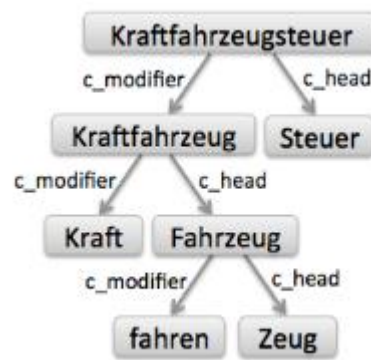 Kraftfahrzeugsteuer
c_modifier c_head
Kraftfahrzeug Steuer
c_modifier c_head
Kraft Fahrzeug
c_modifier c_head
fahren Zeug